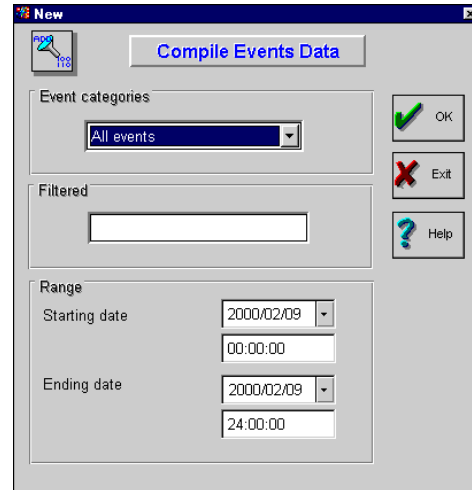 New
Compile Events Data
Event categories
All events
OK
Exit
Filtered
Help
Range
Starting date
2000/02/09
00:00:00
Ending date
2000/02/09
24:00:00